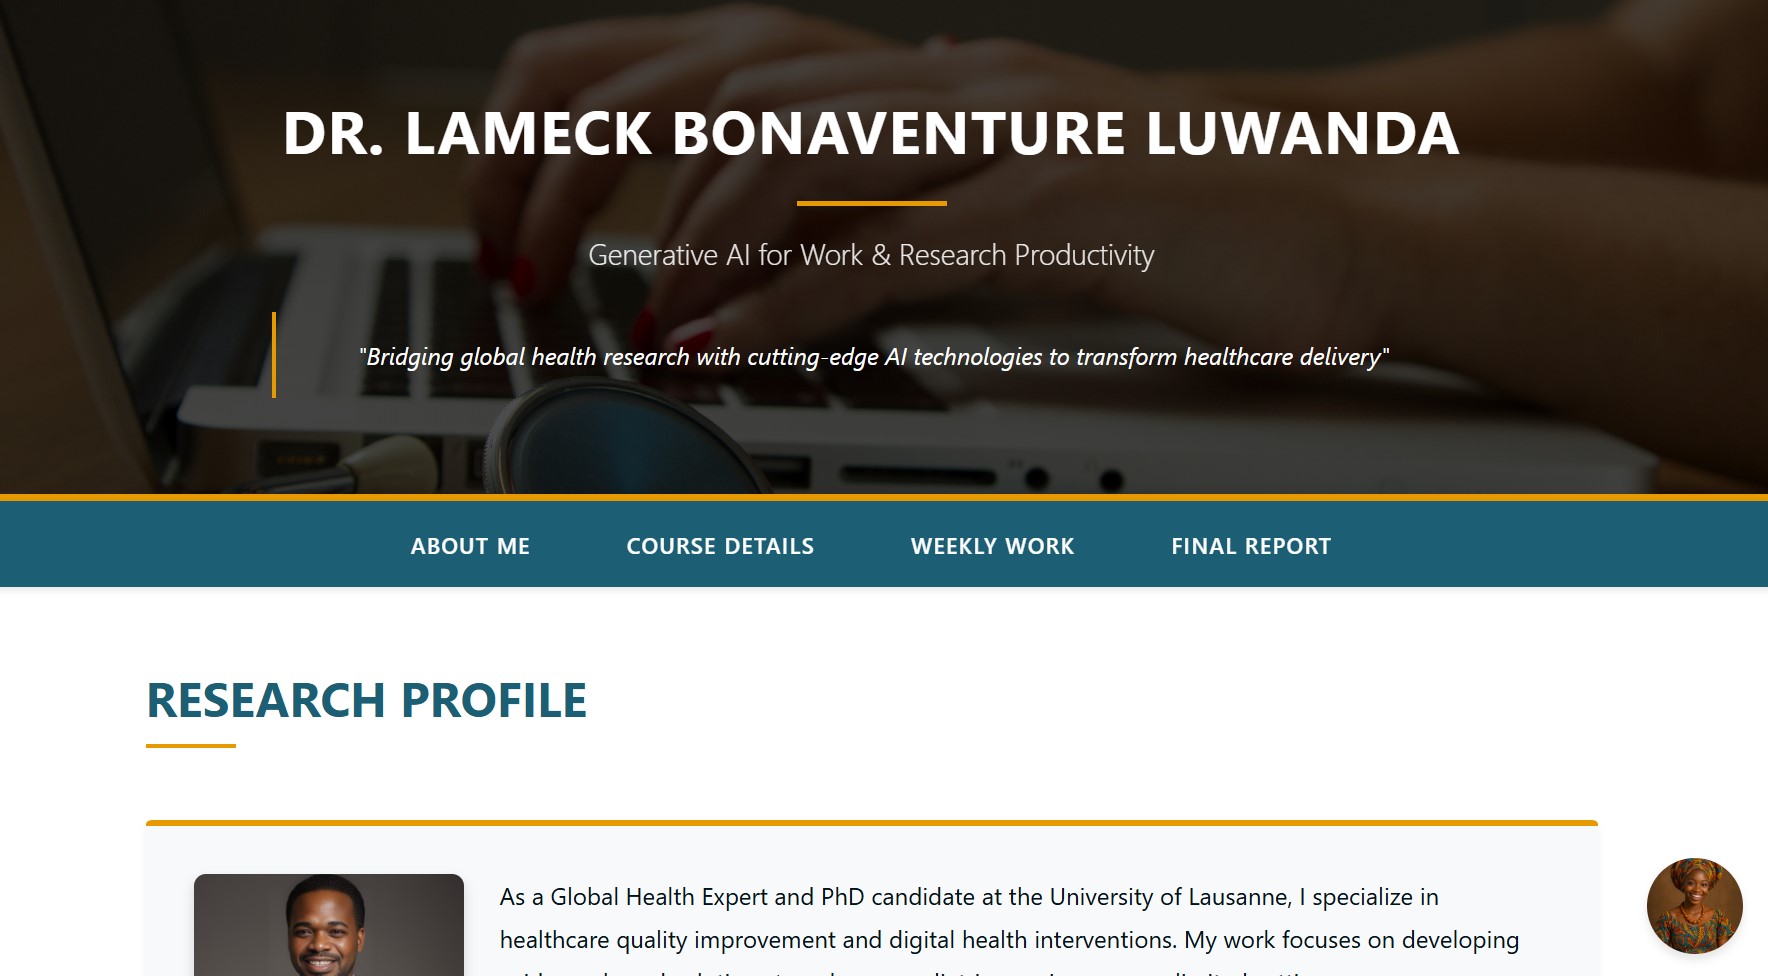 DR. LAMECK BONAVENTURE LUWANDA
Generative AI for Work & Research Productivity
"Bridging global health research with cutting-edge AI technologies to transform healthcare delivery"
ABOUT ME
COURSE DETAILS
WEEKLY WORK
FINAL REPORT
RESEARCH PROFILE
As a Global Health Expert and PhD candidate at the University of Lausanne, I specialize in
healthcare quality improvement and digital health interventions. My work focuses on developing